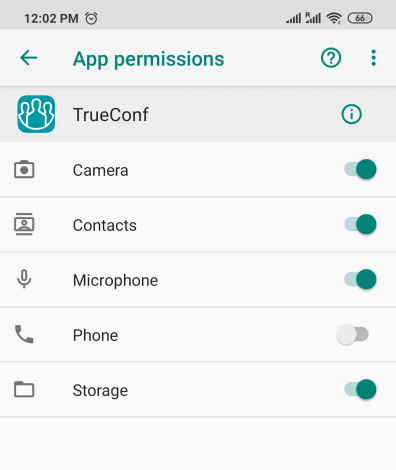 12:02 PM R 66
App permissions
TrueConf
Camera
Contacts
Microphone
Phone
Storage